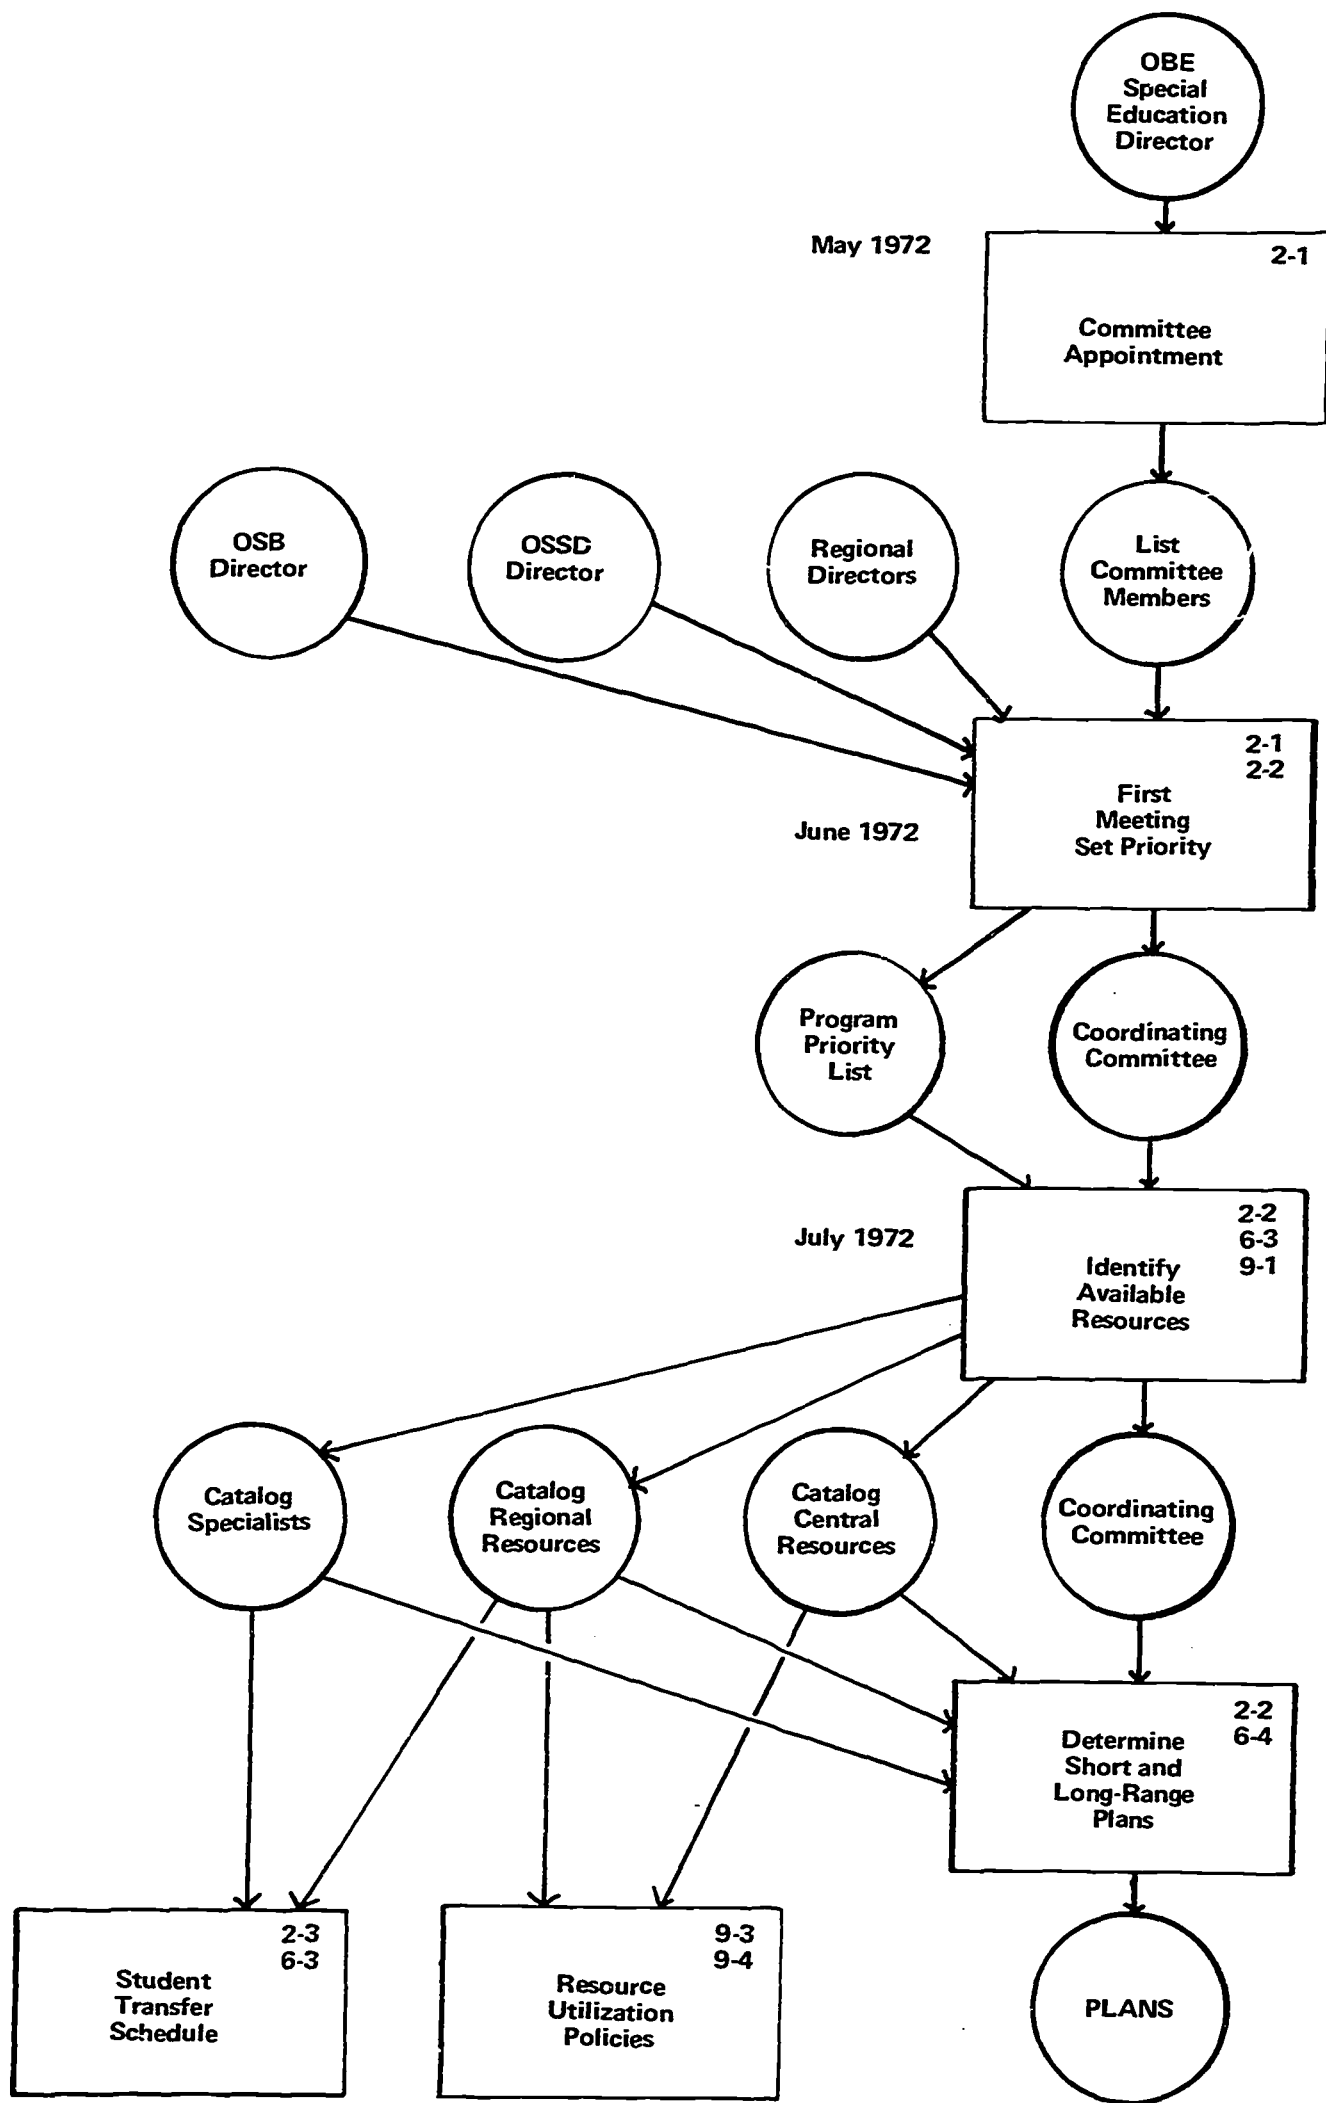 OBE
Special
Education
Director
May 1972
2-1
Committee
Appointment
OSB
Director
OSSD
Director
Regional
Directors
List
Committee
Members
2-1
2-2
First
Meeting
Set Priority
June 1972
Program
Priority
List
Coordinating
Committee
July 1972
2-2
6-3
9-1
Identify
Available
Resources
Catalog
Specialists
Catalog
Regional
Resources
Catalog
Central
Resources
Coordinating
Committee
2-2
6-4
Determine
Short and
Long-Range
Plans
2-3
6-3
Student
Transfer
Schedule
9-3
9-4
Resource
Utilization
Policies
PLANS